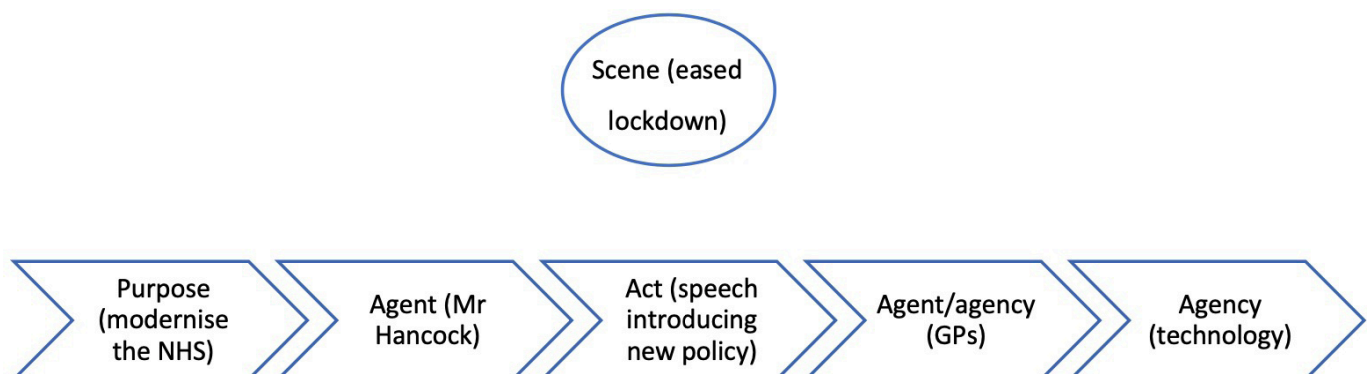 Scene (eased
lockdown)
Purpose
(modernise
the NHS)
Agent (Mr
Hancock)
Act (speech
introducing
new policy)
Agent/agency
(GPs)
Agency
(technology)